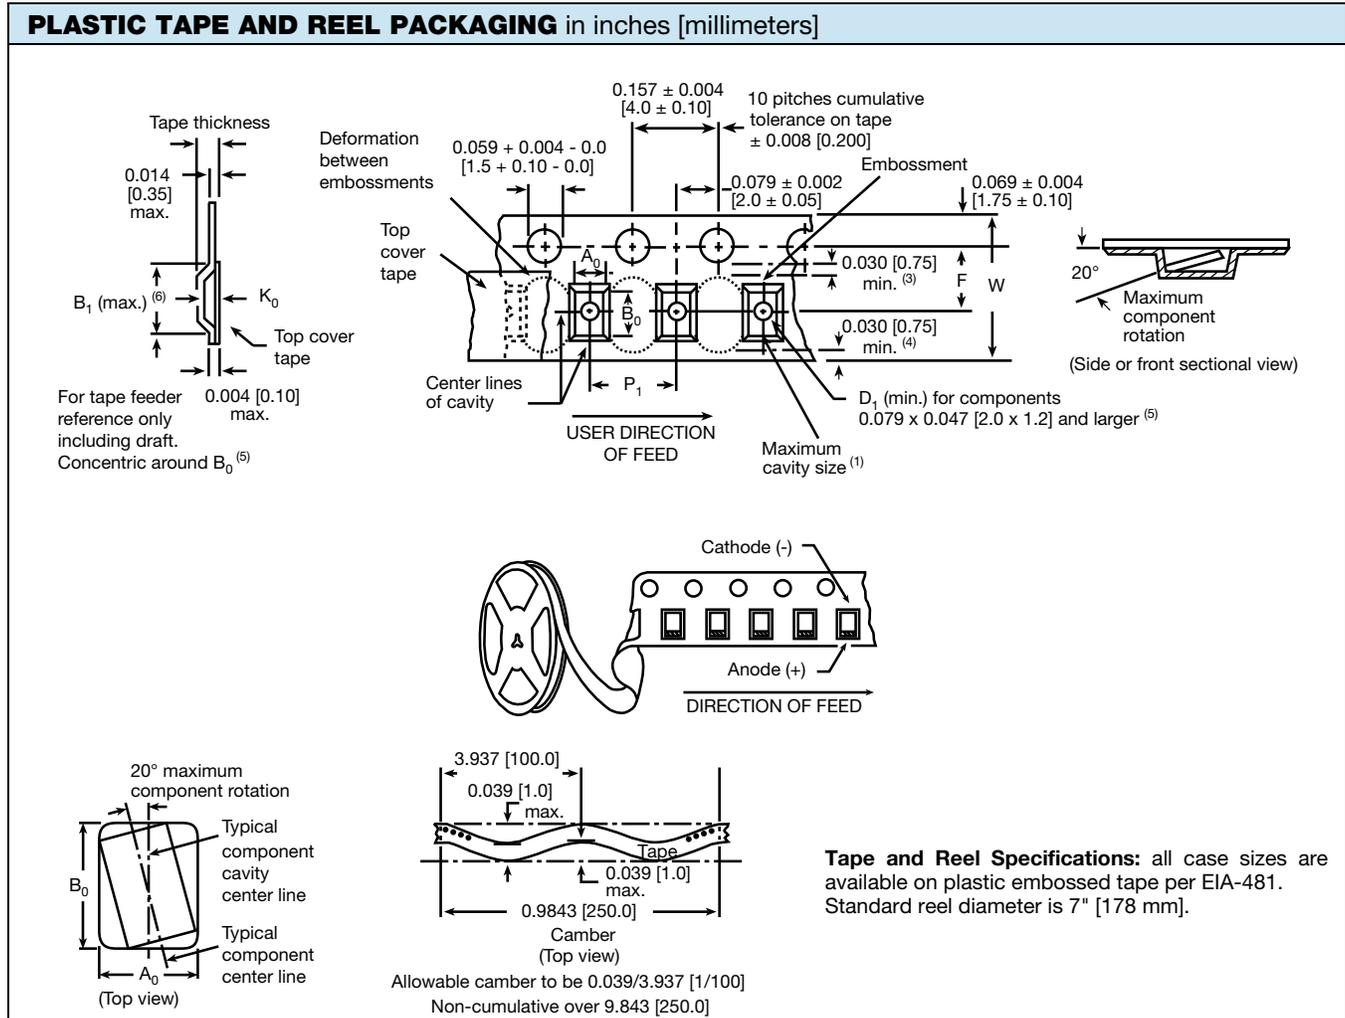 PLASTIC TAPE AND REEL PACKAGING in inches [millimeters]
Tape thickness
0.014
[0.35]
max.
B1 (max.) (6)
K0
Top cover
tape
0.004 [0.10]
max.
For tape feeder
reference only
including draft.
Concentric around B0 (5)
Deformation
between
embossments
Top
cover
tape
0.059 + 0.004 - 0.0
[1.5 + 0.10 - 0.0]
0.157 ± 0.004
[4.0 ± 0.10]
10 pitches cumulative
tolerance on tape
± 0.008 [0.200]
Embossment
0.079 ± 0.002
[2.0 ± 0.05]
0.069 ± 0.004
[1.75 ± 0.10]
A0
B0
0.030 [0.75]
min. (3)
F
W
0.030 [0.75]
min. (4)
Center lines
of cavity
P1
USER DIRECTION
OF FEED
D1 (min.) for components
0.079 x 0.047 [2.0 x 1.2] and larger (5)
Maximum
cavity size (1)
20°
Maximum
component
rotation
(Side or front sectional view)
Cathode (-)
Anode (+)
DIRECTION OF FEED
20° maximum
component rotation
Typical
component
cavity
center line
B0
Typical
component
center line
A0
(Top view)
3.937 [100.0]
0.039 [1.0]
max.
Tape
0.039 [1.0]
max.
0.9843 [250.0]
Camber
(Top view)
Allowable camber to be 0.039/3.937 [1/100]
Non-cumulative over 9.843 [250.0]
Tape and Reel Specifications: all case sizes are
available on plastic embossed tape per EIA-481.
Standard reel diameter is 7" [178 mm].